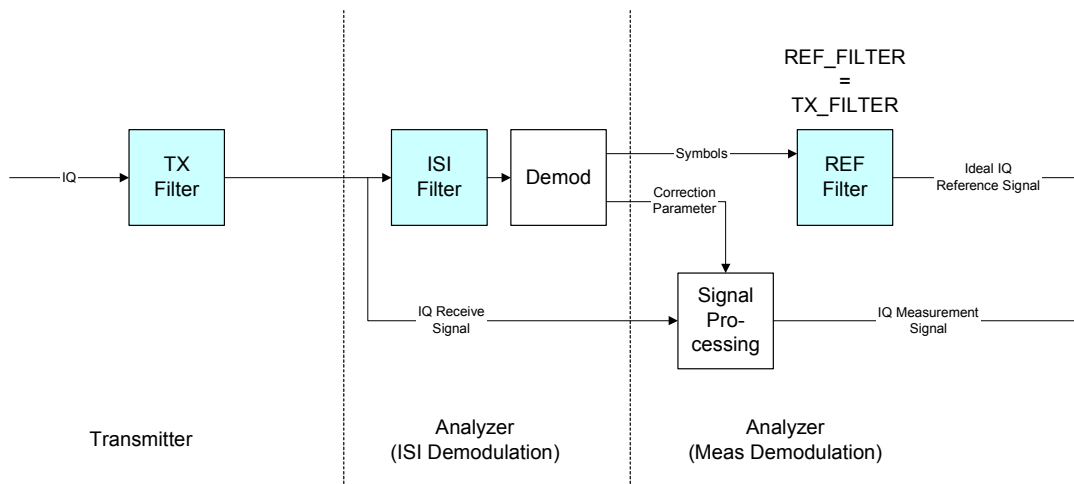 REF_FILTER
=
TX_FILTER
IQ
TX
Filter
ISI
Filter
Demod
Symbols
REF
Filter
Ideal IQ
Reference Signal
Correction
Parameter
IQ Receive
Signal
Signal
Pro-
cessing
IQ Measurement
Signal
Transmitter
Analyzer
(ISI Demodulation)
Analyzer
(Meas Demodulation)